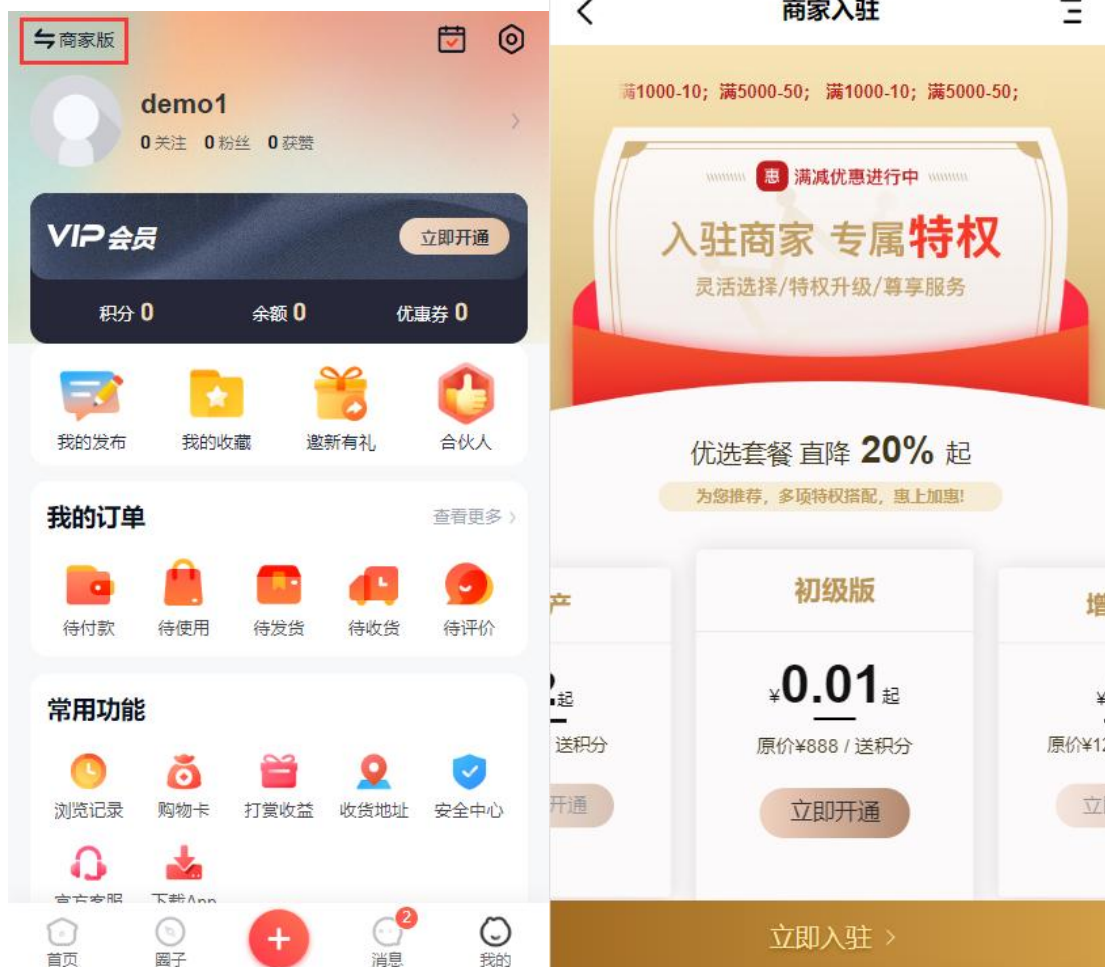 商家版
demo1
0关注 0粉丝 0获赞
VIP会员
立即开通
积分 0 余额 0 优惠券 0
我的发布 我的收藏 邀新有礼 合伙人
我的订单 查看更多
待付款 待使用 待发货 待收货 待评价
常用功能
浏览记录 购物卡 打赏收益 收货地址 安全中心
官方客服 下载App
2
首页 圈子 消息 我的
商家入驻
满1000-10; 满5000-50; 满1000-10; 满5000-50;
惠 满减优惠进行中
入驻商家 专属特权
灵活选择/特权升级/尊享服务
优选套餐 直降 20% 起
为您推荐，多项特权搭配，惠上加惠!
初级版 增
¥0.01起 ¥
起
送积分 原价¥888 / 送积分 原价¥12
开通 立即开通
立即入驻